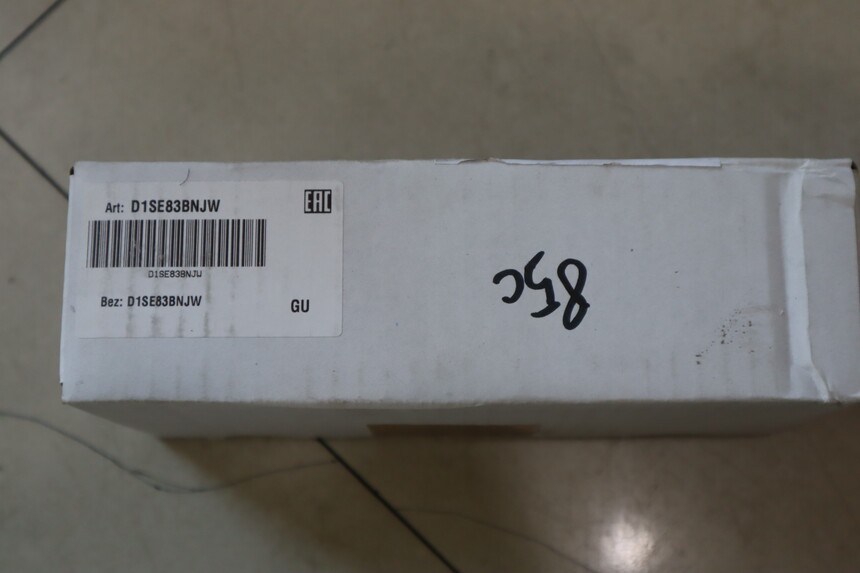 Art: D1SE83BNJW
EAC
D1SE83BNJW
Bez: D1SE83BNJW
GU
85c